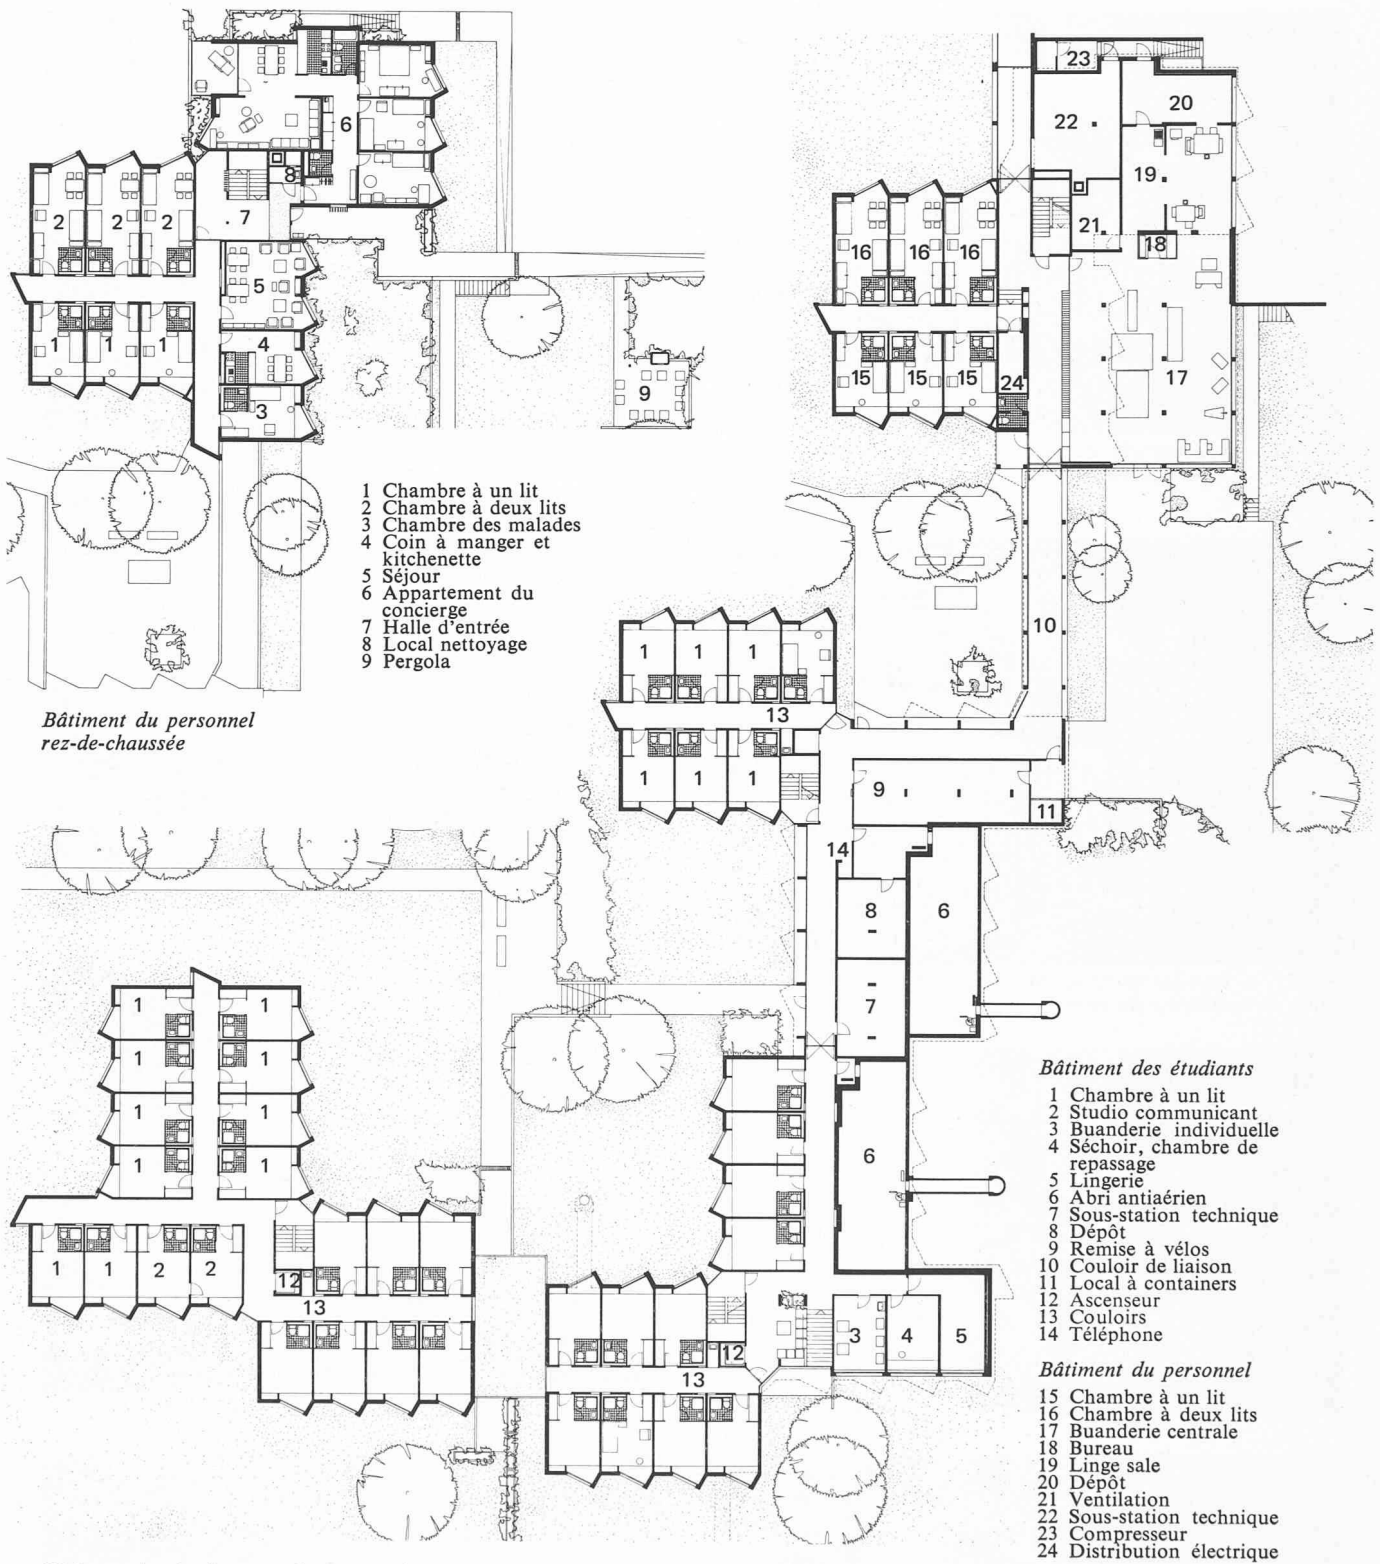 23
20
22
6
19
8
2 2 2
7
21
18
16 16 16
5
17
1 1 1
4
9
15 15 15
24
3
1 Chambre à un lit
2 Chambre à deux lits
3 Chambre des malades
4 Coin à manger et
kitchenette
5 Séjour
6 Appartement du
concierge
7 Halle d'entrée
8 Local nettoyage
9 Pergola
Bâtiment du personnel
rez-de-chaussée
10
1 1 1
13
1 1 1
9
11
14
8
6
7
1 1
1 1
1 1
1 1
6
1 1 2 2
12
13
12
13
3
4
5
Bâtiment des étudiants
1 Chambre à un lit
2 Studio communicant
3 Buanderie individuelle
4 Séchoir, chambre de
repassage
5 Lingerie
6 Abri antiaérien
7 Sous-station technique
8 Dépôt
9 Remise à vélos
10 Couloir de liaison
11 Local à containers
12 Ascenseur
13 Couloirs
14 Téléphone
Bâtiment du personnel
15 Chambre à un lit
16 Chambre à deux lits
17 Buanderie centrale
18 Bureau
19 Linge sale
20 Dépôt
21 Ventilation
22 Sous-station technique
23 Compresseur
24 Distribution électrique